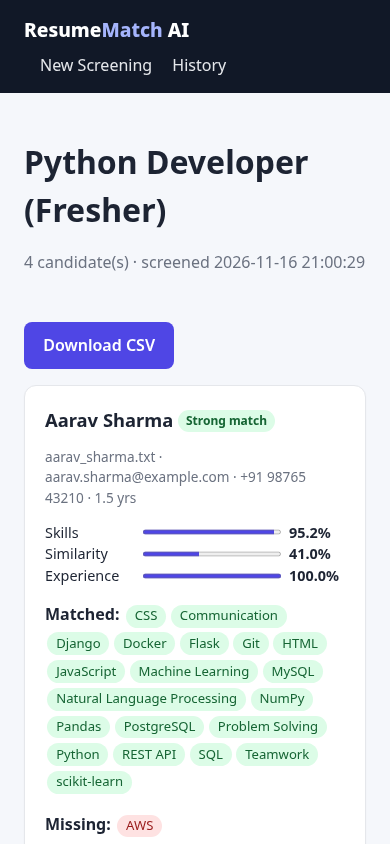 ResumeMatch AI
New Screening History
Python Developer
(Fresher)
4 candidate(s) · screened 2026-11-16 21:00:29
Download CSV
Aarav Sharma Strong match
aarav_sharma.txt ·
aarav.sharma@example.com · +91 98765
43210 · 1.5 yrs
Skills 95.2%
Similarity 41.0%
Experience 100.0%
Matched: CSS Communication
Django Docker Flask Git HTML
JavaScript Machine Learning MySQL
Natural Language Processing NumPy
Pandas PostgreSQL Problem Solving
Python REST API SQL Teamwork
scikit-learn
Missing: AWS